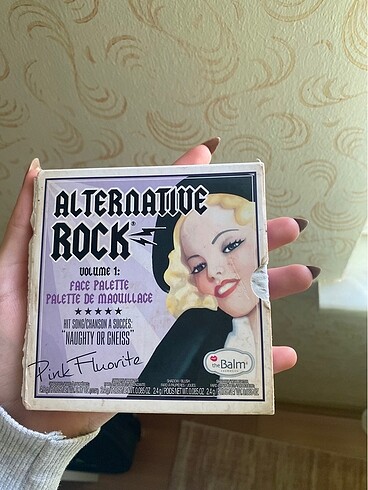 ALTERNATIVE
ROCK®
VOLUME 1:
FACE PALETTE
PALETTE DE MAQUILLAGE
★★★★★
HIT SONG/CHANSON A SUCCÈS:
"NAUGHTY OR GNEISS"
Pink Fluorite
theBalm®